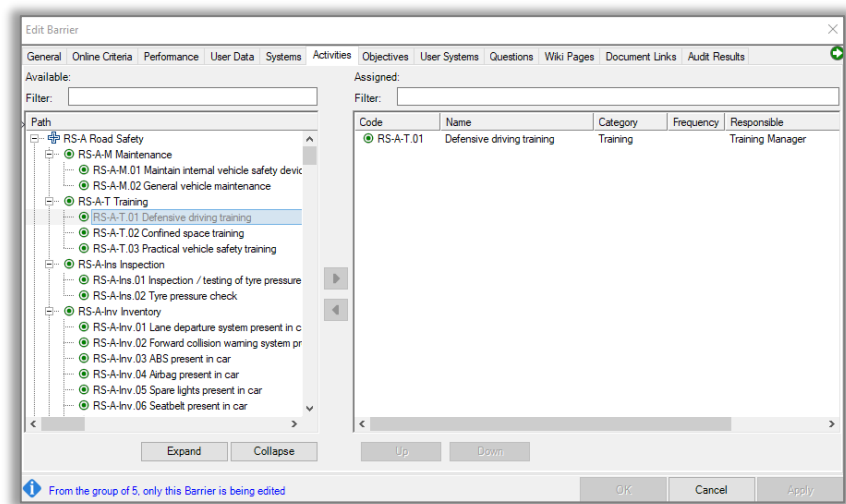 Edit Barrier
General Online Criteria Performance User Data Systems Activities Objectives User Systems Questions Wiki Pages Document Links Audit Results
Available:
Filter:
Path
RS-A Road Safety
RS-A-M Maintenance
RS-A-M.01 Maintain internal vehicle safety devic
RS-A-M.02 General vehicle maintenance
RS-A-T Training
RS-A-T.01 Defensive driving training
RS-A-T.02 Confined space training
RS-A-T.03 Practical vehicle safety training
RS-A-Ins Inspection
RS-A-Ins.01 Inspection / testing of tyre pressure
RS-A-Ins.02 Tyre pressure check
RS-A-Inv Inventory
RS-A-Inv.01 Lane departure system present in c
RS-A-Inv.02 Forward collision warning system pr
RS-A-Inv.03 ABS present in car
RS-A-Inv.04 Airbag present in car
RS-A-Inv.05 Spare lights present in car
RS-A-Inv.06 Seatbelt present in car
Expand Collapse
Assigned:
Filter:
Code Name Category Frequency Responsible
RS-A-T.01 Defensive driving training Training Training Manager
Up Down
From the group of 5, only this Barrier is being edited
OK Cancel Apply